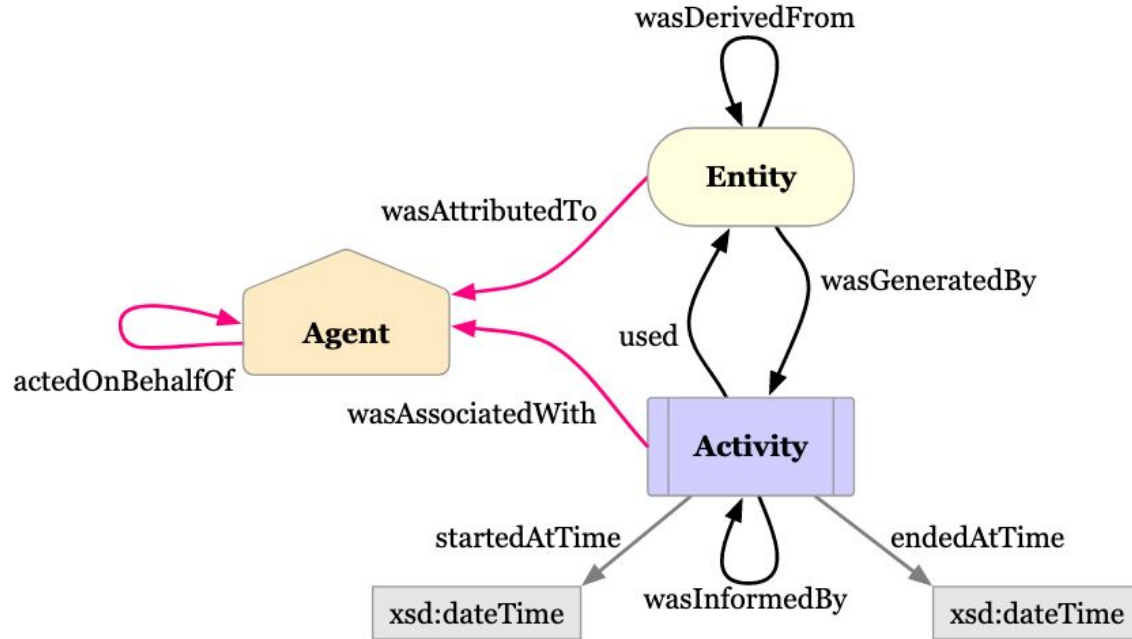 wasDerivedFrom
Entity
wasAttributedTo
wasGeneratedBy
used
Agent
actedOnBehalfOf
wasAssociatedWith
Activity
startedAtTime
endedAtTime
wasInformedBy
xsd:dateTime
xsd:dateTime